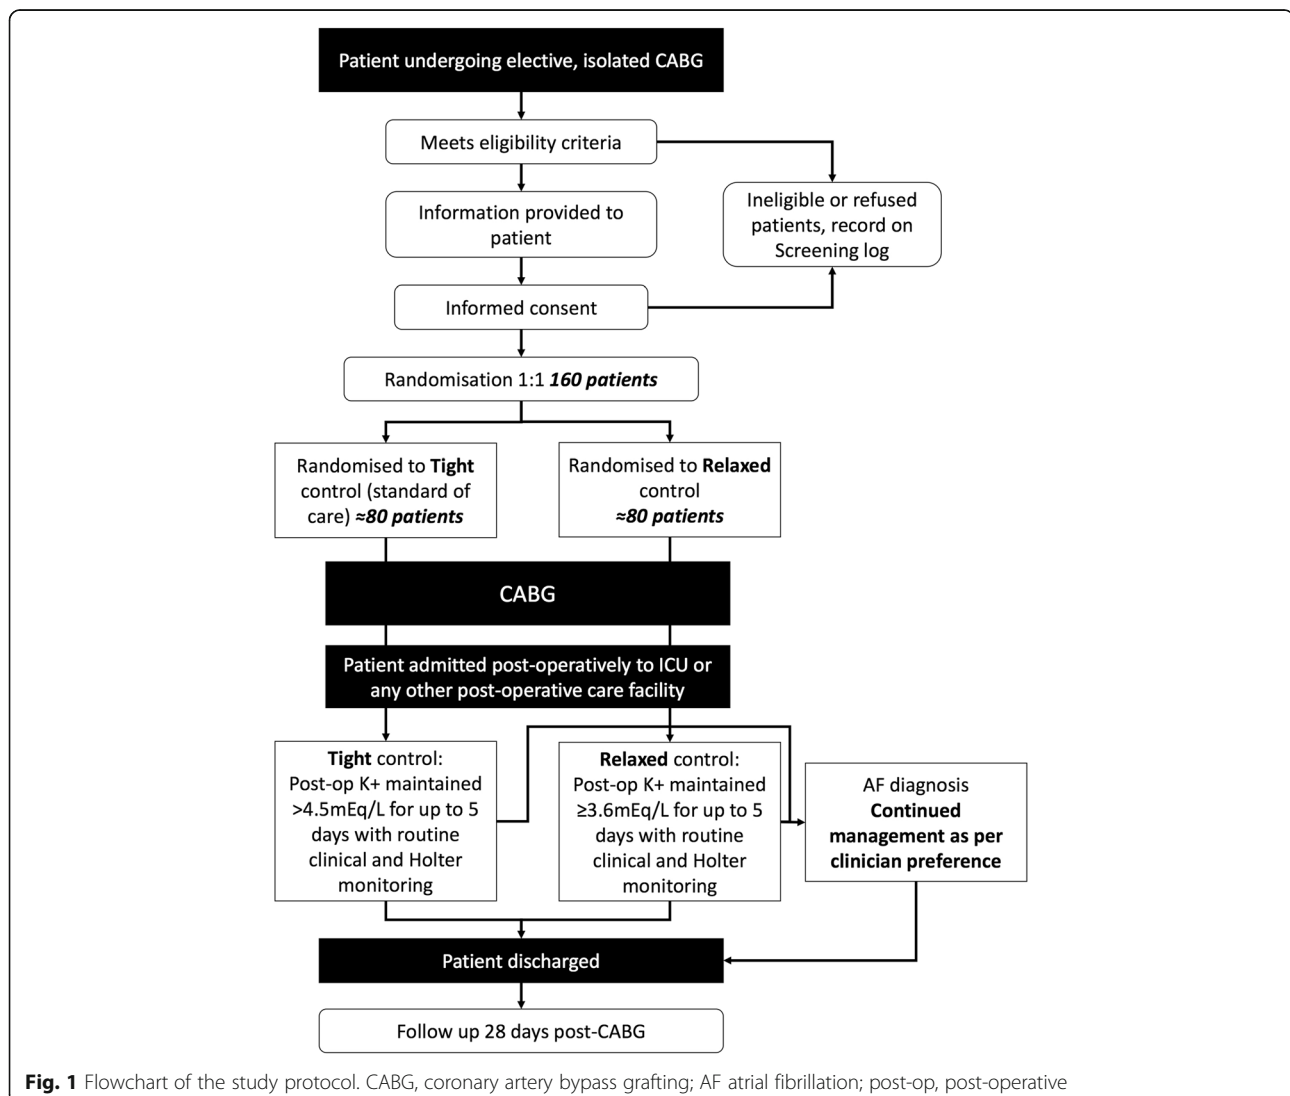 Patient undergoing elective, isolated CABG
Meets eligibility criteria
Ineligible or refused
patients, record on
Screening log
Information provided to
patient
Informed consent
Randomisation 1:1 160 patients
Randomised to Tight
control (standard of
care) ≈80 patients
Randomised to Relaxed
control
≈80 patients
CABG
Patient admitted post-operatively to ICU or
any other post-operative care facility
Tight control:
Post-op K+ maintained
>4.5mEq/L for up to 5
days with routine
clinical and Holter
monitoring
Relaxed control:
Post-op K+ maintained
≥3.6mEq/L for up to 5
days with routine
clinical and Holter
monitoring
AF diagnosis
Continued
management as per
clinician preference
Patient discharged
Follow up 28 days post-CABG
Fig. 1 Flowchart of the study protocol. CABG, coronary artery bypass grafting; AF atrial fibrillation; post-op, post-operative